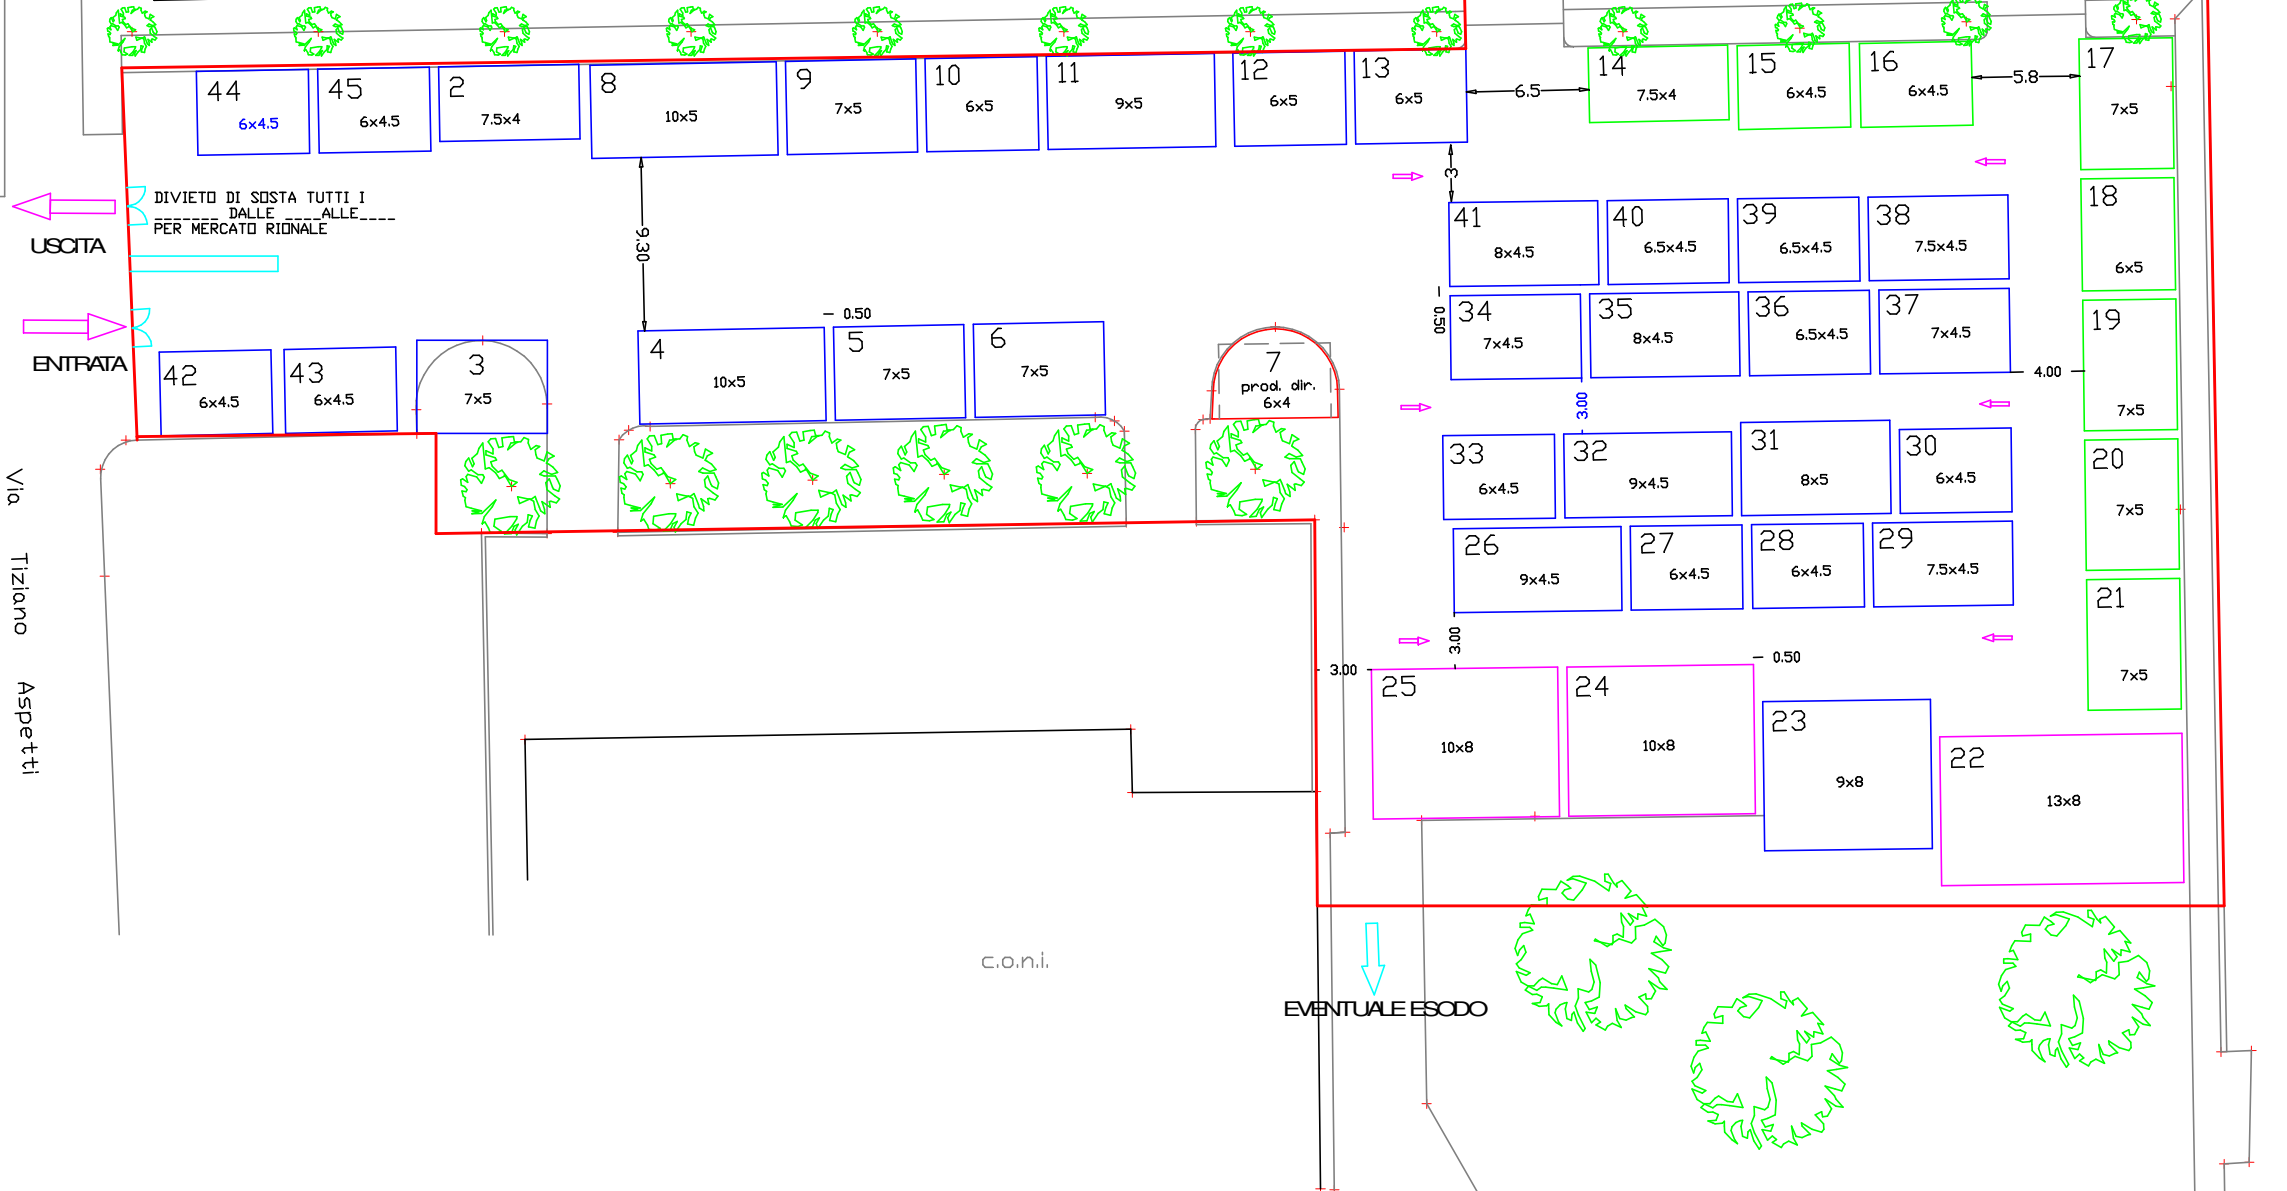 44
6x4.5
45
6x4.5
2
7.5x4
8
10x5
9
7x5
10
6x5
11
9x5
12
6x5
13
6x5
6.5
14
7.5x4
15
6x4.5
16
6x4.5
5.8
17
7x5
DIVIETO DI SOSTA TUTTI I
_______ DALLE ____ALLE____
PER MERCATO RIONALE
USCITA
ENTRATA
9.30
3
41
8x4.5
40
6.5x4.5
39
6.5x4.5
38
7.5x4.5
18
6x5
- 0.50
- 0.50
34
7x4.5
35
8x4.5
36
6.5x4.5
37
7x4.5
4.00
19
7x5
42
6x4.5
43
6x4.5
3
7x5
4
10x5
5
7x5
6
7x5
7
prod. dir.
6x4
3.00
33
6x4.5
32
9x4.5
31
8x5
30
6x4.5
20
7x5
26
9x4.5
27
6x4.5
28
6x4.5
29
7.5x4.5
21
7x5
3.00
3.00
- 0.50
25
10x8
24
10x8
23
9x8
22
13x8
Via Tiziano Aspetti
c.o.n.i.
EVENTUALE ESODO